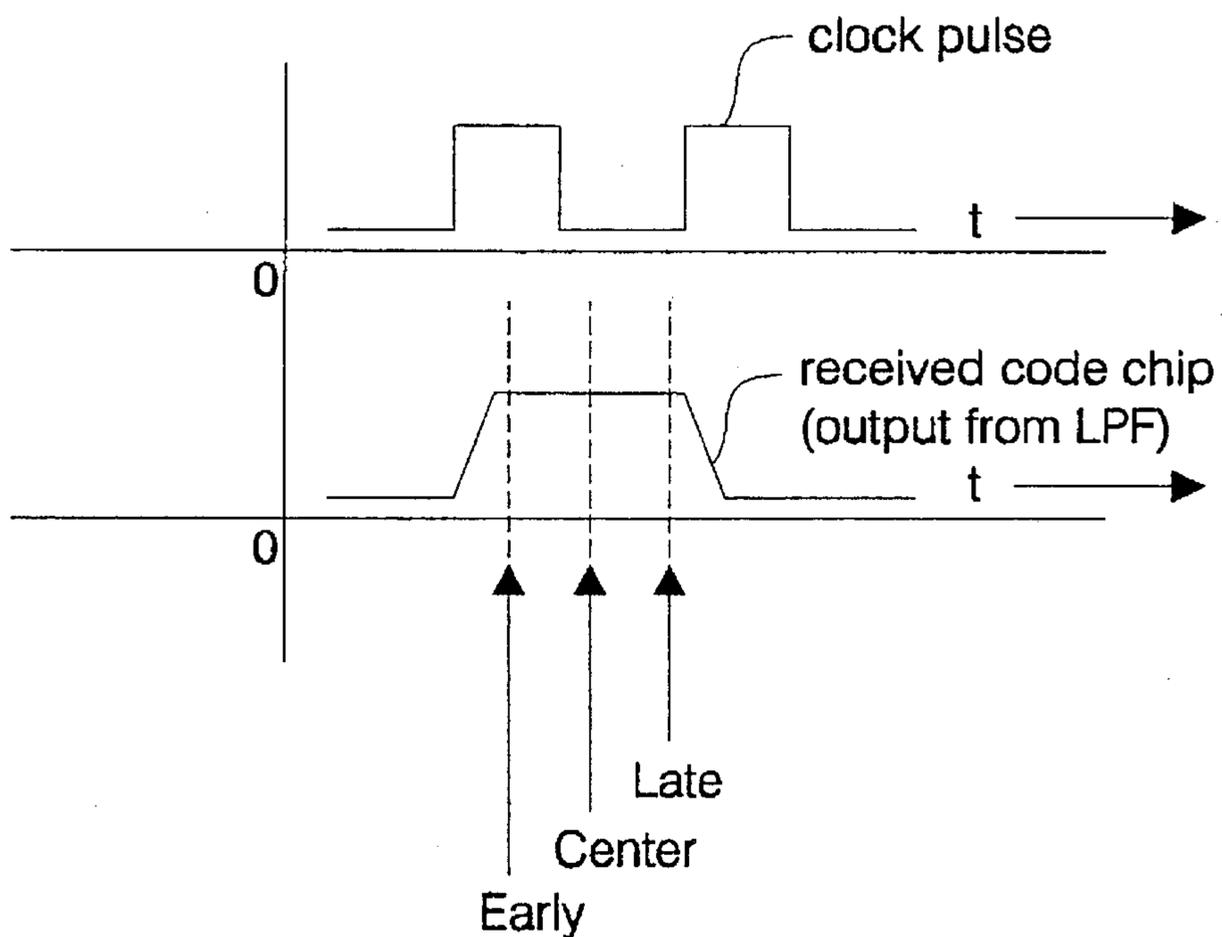 clock pulse
t
0
received code chip
(output from LPF)
t
0
Late
Center
Early